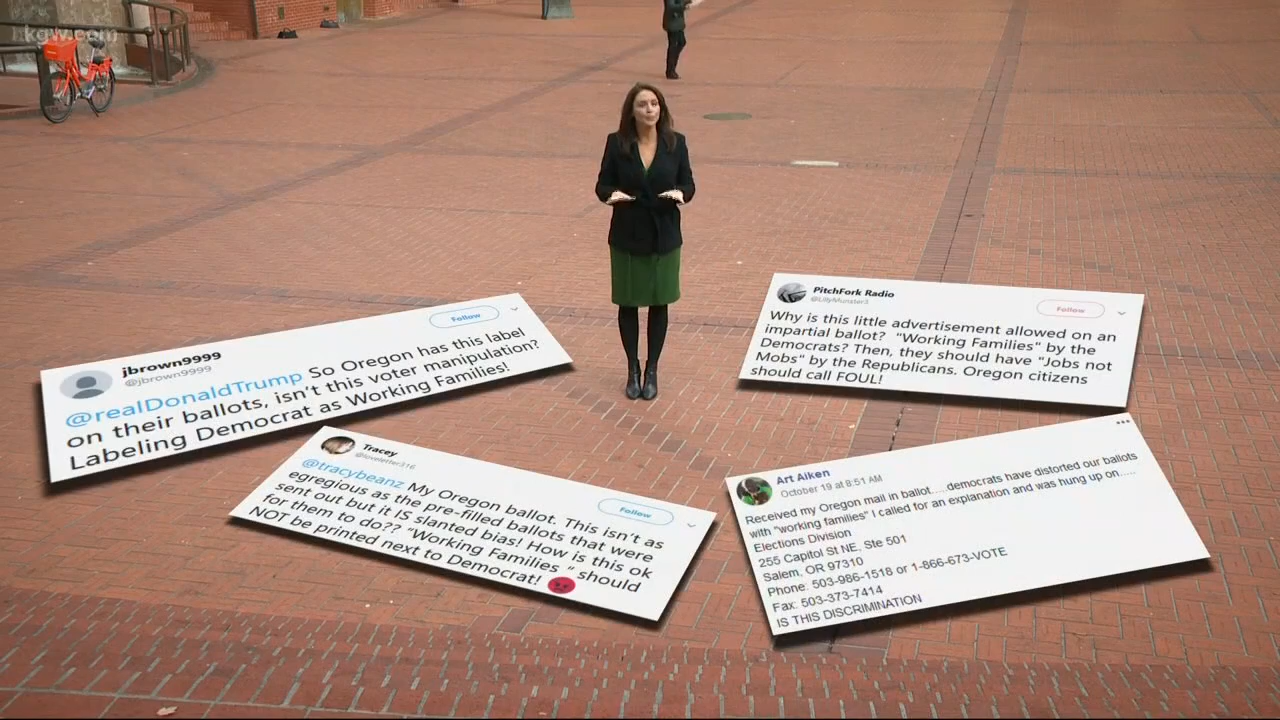 kgw.com
jbrown9999
@jbrown9999
Follow
@realDonaldTrump So Oregon has this label
on their ballots, isn't this voter manipulation?
Labeling Democrat as Working Families!
PitchFork Radio
@LillyMunster3
Follow
Why is this little advertisement allowed on an
impartial ballot? "Working Families" by the
Democrats? Then, they should have "Jobs not
Mobs" by the Republicans. Oregon citizens
should call FOUL!
Tracey
@loveletter316
Follow
@tracybeanz My Oregon ballot. This isn't as
egregious as the pre-filled ballots that were
sent out but it IS slanted bias! How is this ok
for them to do?? "Working Families " should
NOT be printed next to Democrat! 😡
Art Aiken
October 19 at 8:51 AM
Received my Oregon mail in ballot....democrats have distorted our ballots
with "working families" I called for an explanation and was hung up on.....
Elections Division
255 Capitol St NE, Ste 501
Salem, OR 97310
Phone: 503-986-1518 or 1-866-673-VOTE
Fax: 503-373-7414
IS THIS DISCRIMINATION